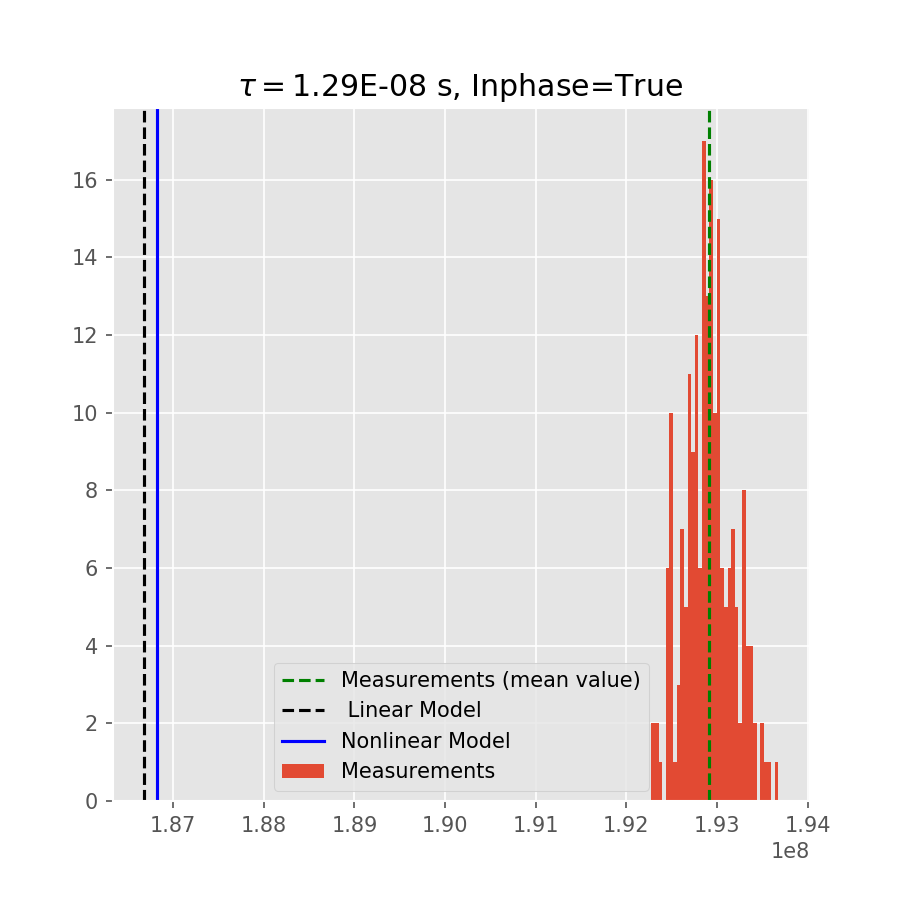 τ = 1.29E-08 s, Inphase=True
16
14
12
10
8
6
4
2
0
Measurements (mean value)
Linear Model
Nonlinear Model
Measurements
1.87 1.88 1.89 1.90 1.91 1.92 1.93 1.94
1e8